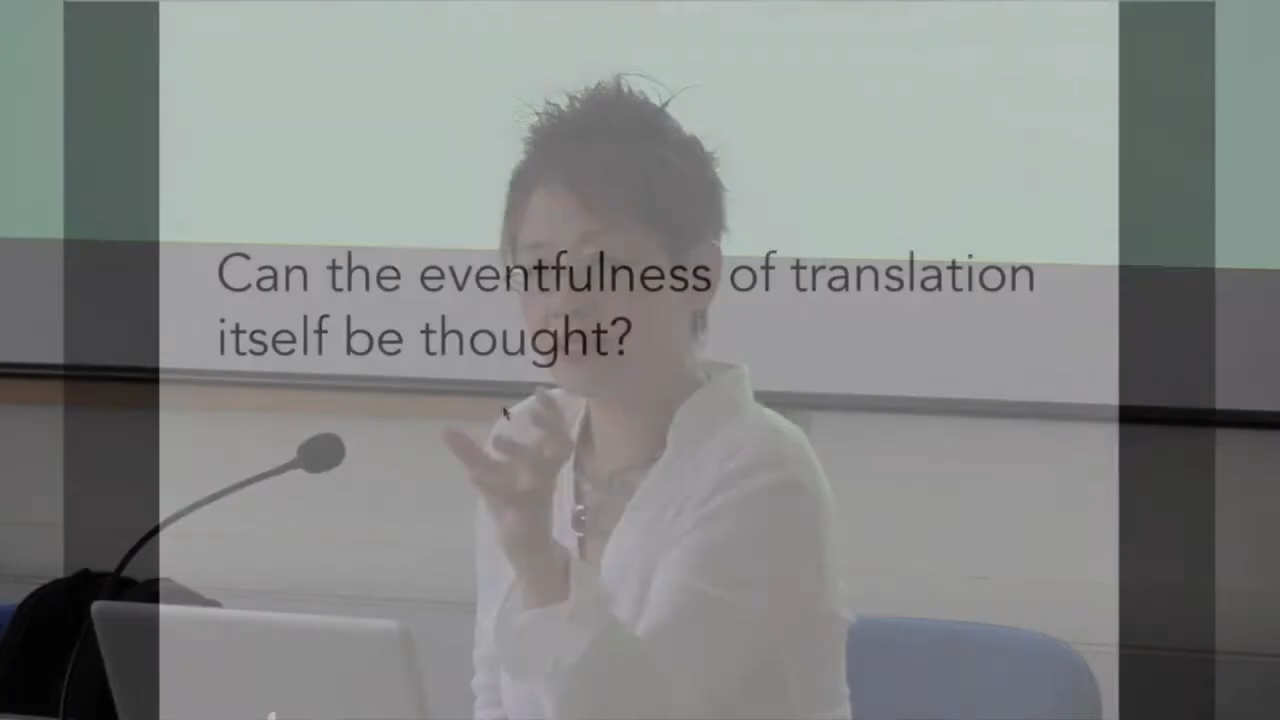 Can the eventfulness of translation
itself be thought?